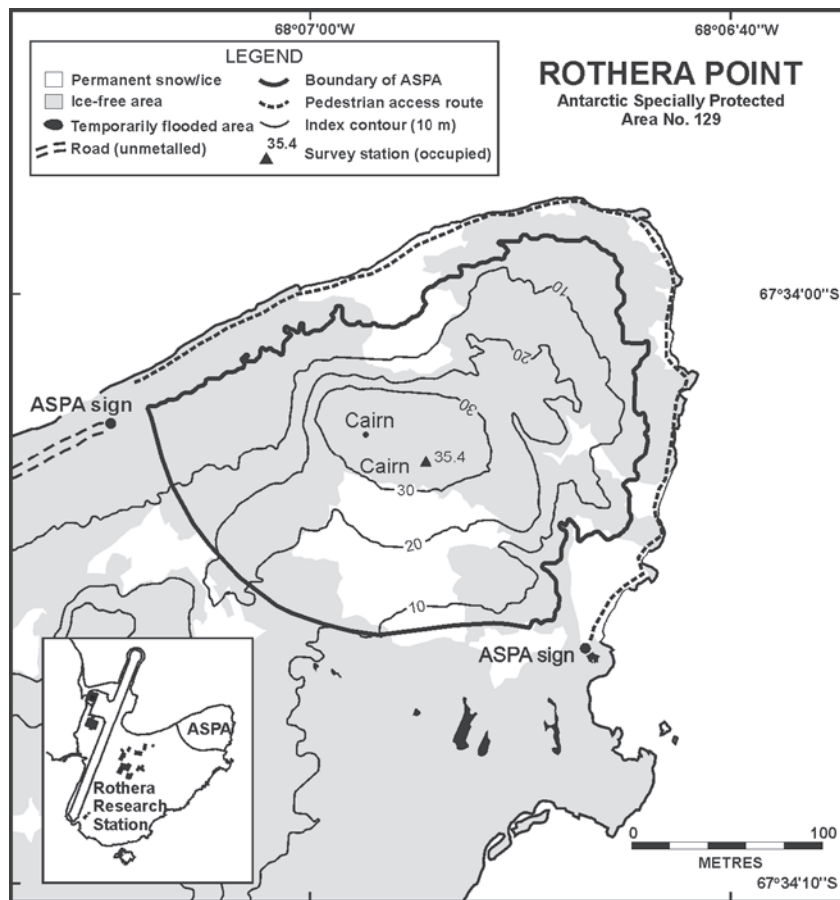 68°07'00'W
68°06'40''W
LEGEND
Permanent snow/ice
Ice-free area
Temporarily flooded area
Road (unmetalled)
Boundary of ASPA
Pedestrian access route
Index contour (10 m)
35.4
Survey station (occupied)
ROTHERA POINT
Antarctic Specially Protected
Area No. 129
67°34'00''S
10
20
30
ASPA sign
Cairn
Cairn
35.4
30
20
10
ASPA sign
ASPA
Rothera
Research
Station
0
100
METRES
67°34'10''S